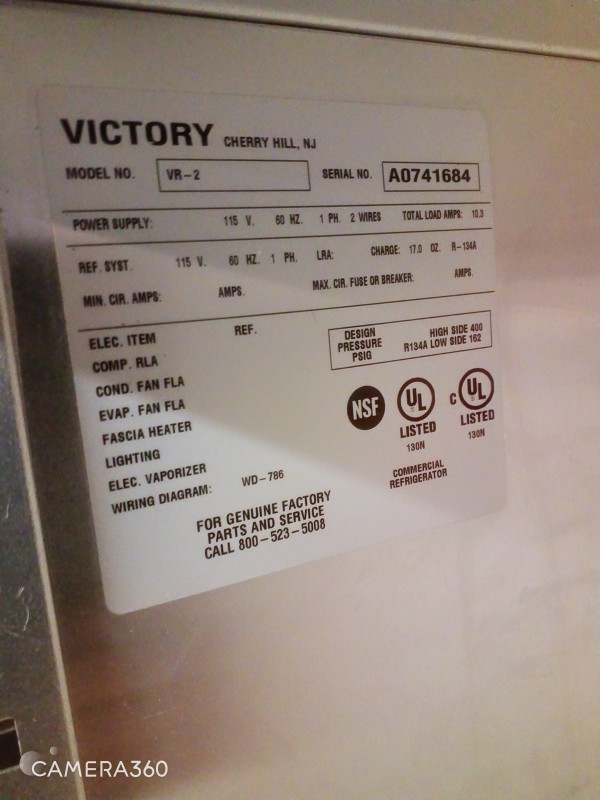 VICTORY CHERRY HILL, NJ
MODEL NO. VR-2 SERIAL NO. A0741684
POWER SUPPLY: 115 V. 60 HZ. 1 PH. 2 WIRES TOTAL LOAD AMPS: 10.3
REF. SYST. 115 V. 60 HZ. 1 PH. LRA: CHARGE: 17.0 OZ. R-134A
MIN. CIR. AMPS: AMPS. MAX. CIR. FUSE OR BREAKER: AMPS.
ELEC. ITEM REF.
COMP. RLA
COND. FAN FLA
EVAP. FAN FLA
FASCIA HEATER
LIGHTING
ELEC. VAPORIZER
WIRING DIAGRAM: WD-786
DESIGN PRESSURE PSIG
HIGH SIDE 400
R134A LOW SIDE 162
NSF
UL
LISTED
130N
C UL
LISTED
130N
COMMERCIAL
REFRIGERATOR
FOR GENUINE FACTORY
PARTS AND SERVICE
CALL 800-523-5008
CAMERA360